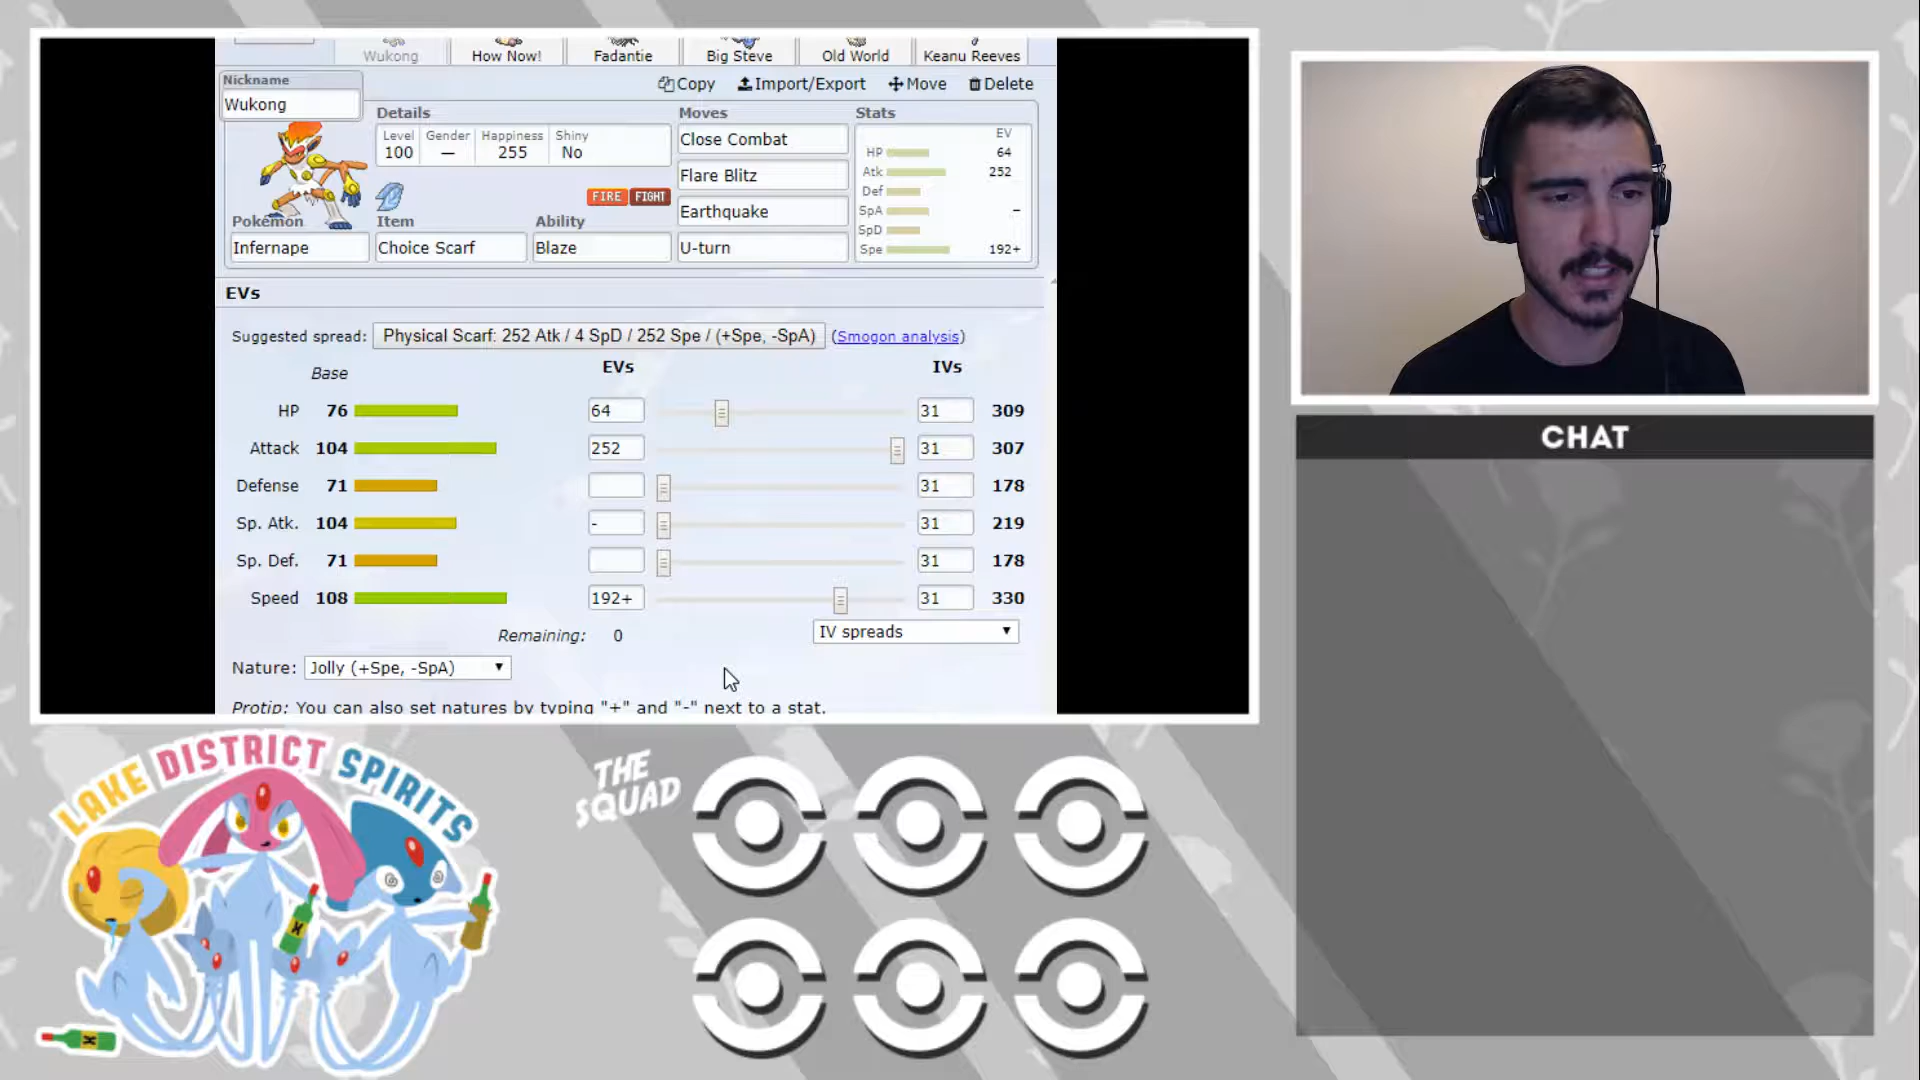 Wukong
How Now!
Fadantie
Big Steve
Old World
Keanu Reeves
Copy
Import/Export
Move
Delete
Nickname
Wukong
Details
Level
100
Gender
—
Happiness
255
Shiny
No
FIRE
FIGHT
Pokémon
Infernape
Item
Choice Scarf
Ability
Blaze
Moves
Close Combat
Flare Blitz
Earthquake
U-turn
Stats
EV
HP 64
Atk 252
Def
SpA -
SpD
Spe 192+
EVs
Suggested spread: Physical Scarf: 252 Atk / 4 SpD / 252 Spe / (+Spe, -SpA) (Smogon analysis)
Base EVs IVs
HP 76 64 31 309
Attack 104 252 31 307
Defense 71 31 178
Sp. Atk. 104 - 31 219
Sp. Def. 71 31 178
Speed 108 192+ 31 330
Remaining: 0
IV spreads
Nature: Jolly (+Spe, -SpA)
Protip: You can also set natures by typing "+" and "-" next to a stat.
CHAT
LAKE DISTRICT SPIRITS
THE
SQUAD